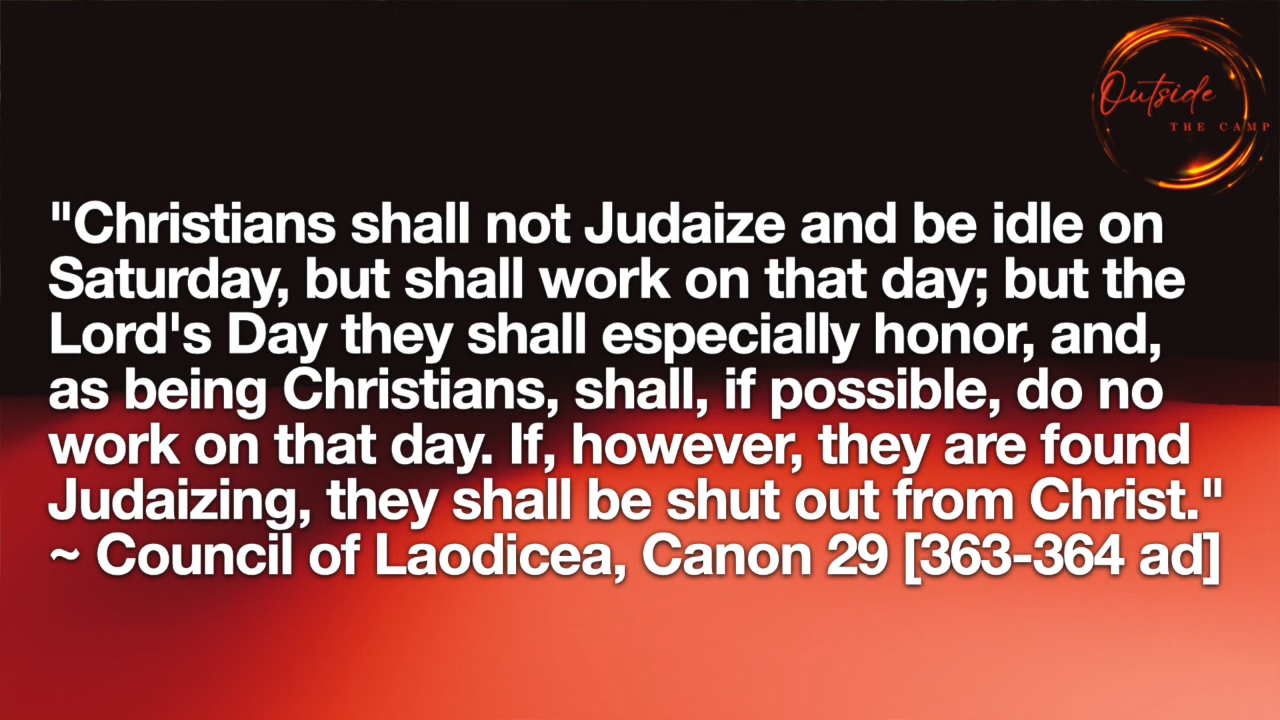 Outside
THE CAMP
"Christians shall not Judaize and be idle on
Saturday, but shall work on that day; but the
Lord's Day they shall especially honor, and,
as being Christians, shall, if possible, do no
work on that day. If, however, they are found
Judaizing, they shall be shut out from Christ."
~ Council of Laodicea, Canon 29 [363-364 ad]